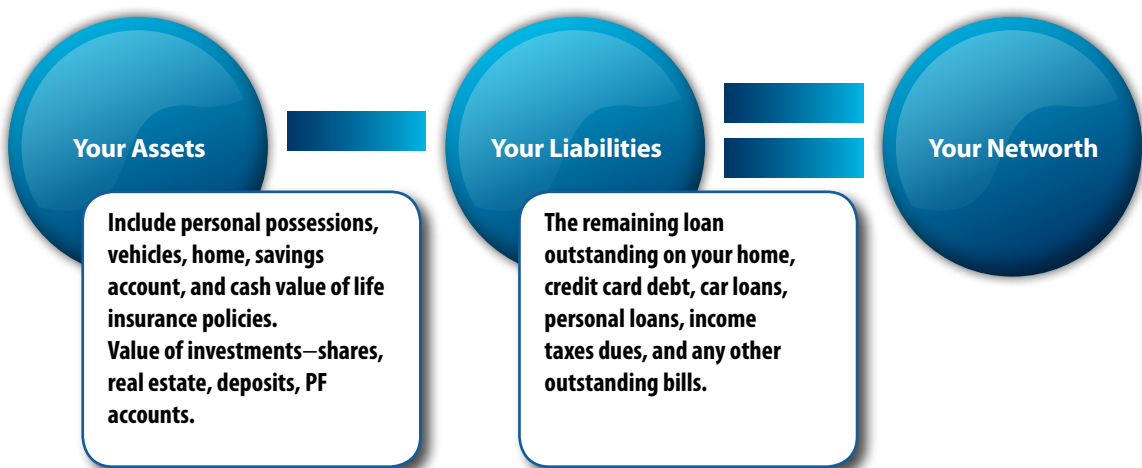 Your Assets
Your Liabilities
Your Networth
Include personal possessions,
vehicles, home, savings
account, and cash value of life
insurance policies.
Value of investments—shares,
real estate, deposits, PF
accounts.
The remaining loan
outstanding on your home,
credit card debt, car loans,
personal loans, income
taxes dues, and any other
outstanding bills.